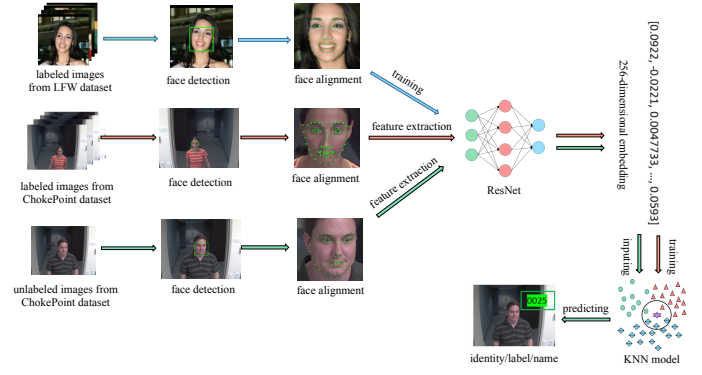 labeled images
from LFW dataset
face detection
face alignment
training
labeled images from
ChokePoint dataset
face detection
face alignment
feature extraction
unlabeled images from
ChokePoint dataset
face detection
face alignment
feature extraction
ResNet
256-dimensional embedding
[0.0922, -0.0221, 0.0047733, ..., 0.0593]
inputing
training
KNN model
predicting
0025
identity/label/name